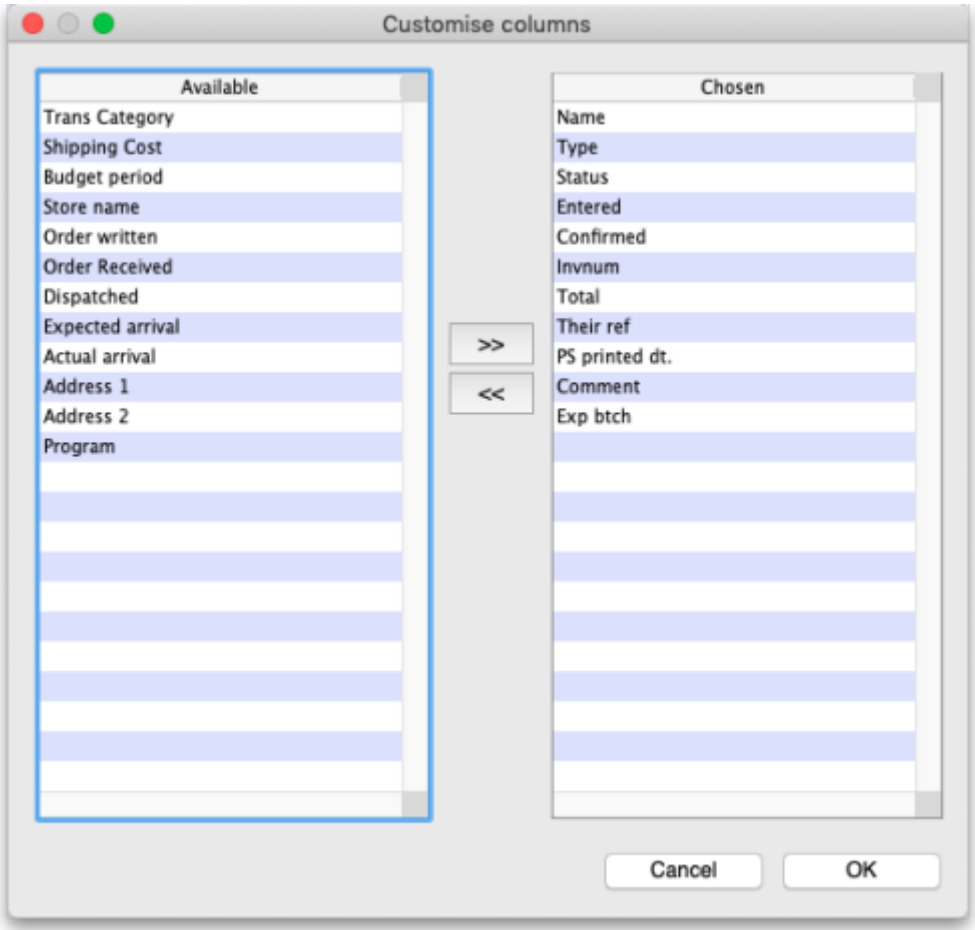 Customise columns
Available
Trans Category
Shipping Cost
Budget period
Store name
Order written
Order Received
Dispatched
Expected arrival
Actual arrival
Address 1
Address 2
Program
>>
<<
Chosen
Name
Type
Status
Entered
Confirmed
Invnum
Total
Their ref
PS printed dt.
Comment
Exp btch
Cancel
OK